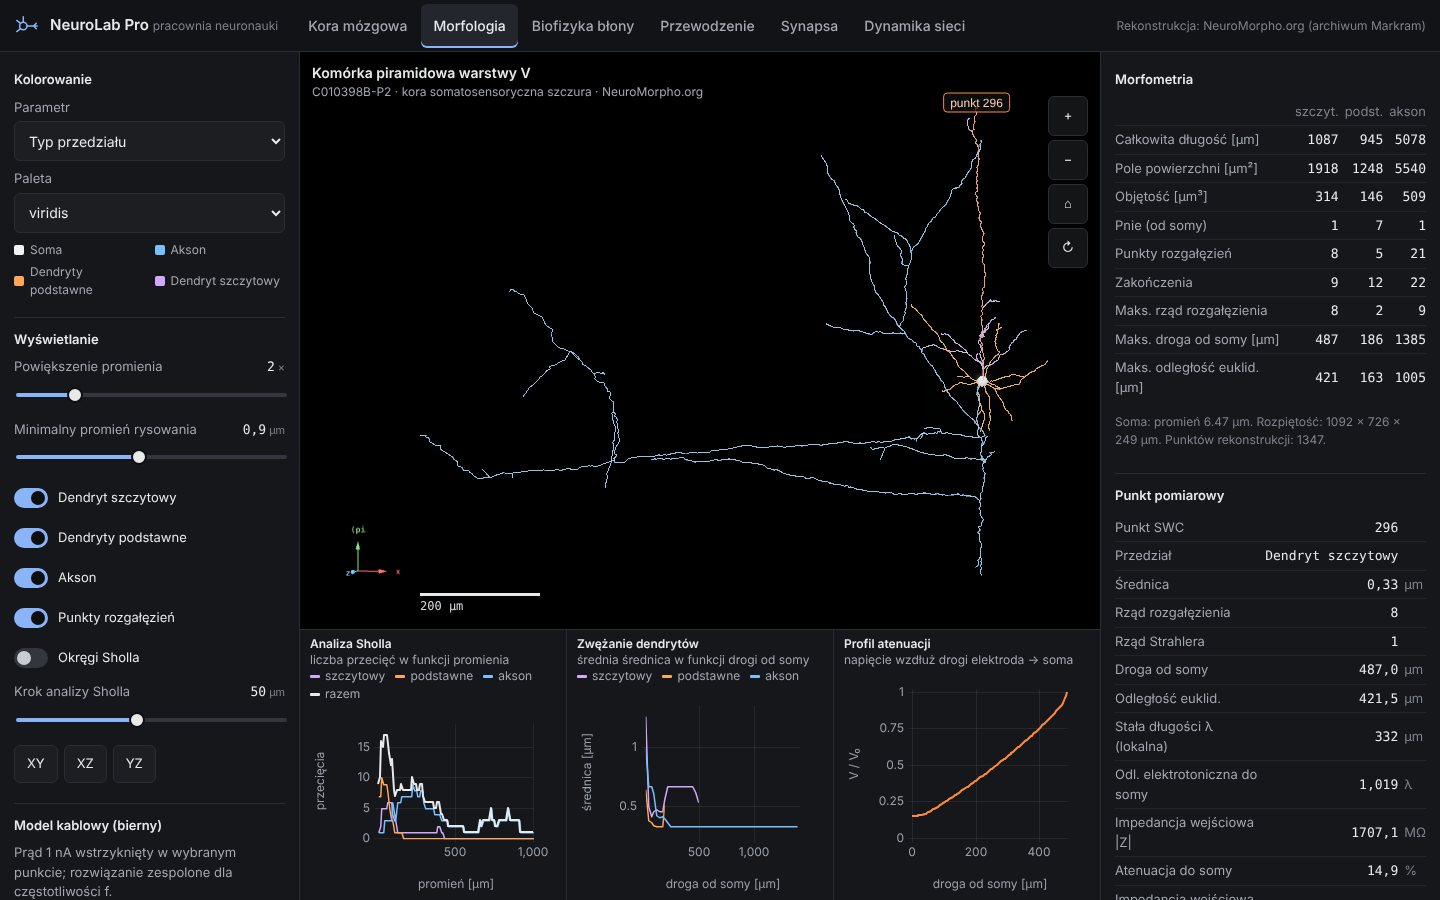 NeuroLab Pro pracownia neuronauki
Kora mózgowa
Morfologia
Biofizyka błony
Przewodzenie
Synapsa
Dynamika sieci
Rekonstrukcja: NeuroMorpho.org (archiwum Markram)
Kolorowanie
Parametr
Typ przedziału
Paleta
viridis
Soma
Akson
Dendryty
podstawne
Dendryt szczytowy
Wyświetlanie
Powiększenie promienia 2 ×
Minimalny promień rysowania 0,9 µm
Dendryt szczytowy
Dendryty podstawne
Akson
Punkty rozgałęzień
Okręgi Sholla
Krok analizy Sholla 50 µm
XY XZ YZ
Model kablowy (bierny)
Prąd 1 nA wstrzyknięty w wybranym
punkcie; rozwiązanie zespolone dla
częstotliwości f.
Komórka piramidowa warstwy V
C010398B-P2 · kora somatosensoryczna szczura · NeuroMorpho.org
punkt 296
+
−
⌂
↻
(pi
z
x
200 µm
Analiza Sholla
liczba przecięć w funkcji promienia
szczytowy podstawne akson
razem
przecięcia
15
10
5
0
500 1,000
promień [µm]
Zwężanie dendrytów
średnia średnica w funkcji drogi od somy
szczytowy podstawne akson
średnica [µm]
1
0.5
500 1,000
droga od somy [µm]
Profil atenuacji
napięcie wzdłuż drogi elektroda → soma
V / V₀
1
0.75
0.5
0.25
0
0 200 400
droga od somy [µm]
Morfometria
szczyt. podst. akson
Całkowita długość [µm] 1087 945 5078
Pole powierzchni [µm²] 1918 1248 5540
Objętość [µm³] 314 146 509
Pnie (od somy) 1 7 1
Punkty rozgałęzień 8 5 21
Zakończenia 9 12 22
Maks. rząd rozgałęzienia 8 2 9
Maks. droga od somy [µm] 487 186 1385
Maks. odległość euklid.
[µm] 421 163 1005
Soma: promień 6.47 µm. Rozpiętość: 1092 × 726 ×
249 µm. Punktów rekonstrukcji: 1347.
Punkt pomiarowy
Punkt SWC 296
Przedział Dendryt szczytowy
Średnica 0,33 µm
Rząd rozgałęzienia 8
Rząd Strahlera 1
Droga od somy 487,0 µm
Odległość euklid. 421,5 µm
Stała długości λ
(lokalna) 332 µm
Odl. elektrotoniczna do
somy 1,019 λ
Impedancja wejściowa
|Z| 1707,1 MΩ
Atenuacja do somy 14,9 %
Impedancja wejściowa